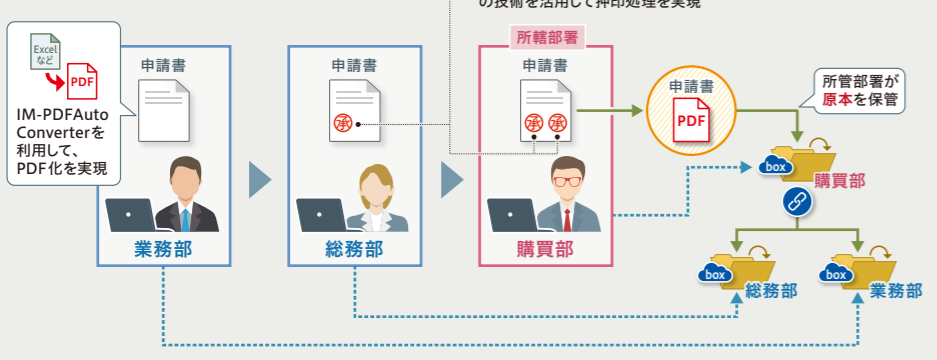 の技術を活用して押印処理を実現
Excel
など
PDF
IM-PDFAuto
Converterを
利用して、
PDF化を実現
申請書
業務部
申請書
承
総務部
所轄部署
申請書
承 承
購買部
申請書
PDF
所管部署が
原本を保管
box
購買部
box
総務部
box
業務部